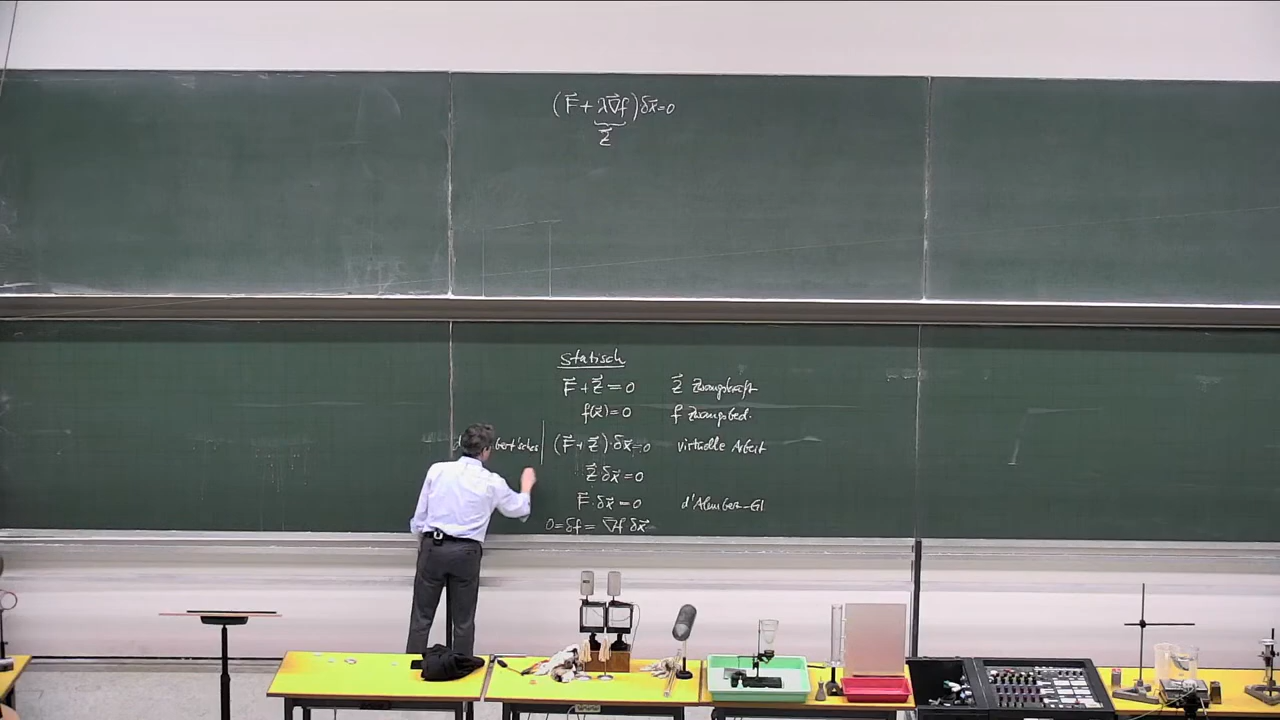 (F⃗ + λ∇⃗f) δx⃗ = 0
Z⃗
Statisch
F⃗ + Z⃗ = 0 Z⃗ Zwangskraft
f(x⃗) = 0 f Zwangsbed.
(F⃗ + Z⃗) δx⃗ = 0 virtuelle Arbeit
Z⃗ δx⃗ = 0
F⃗ · δx⃗ = 0 d'Alembert-Gl
0 = δf = ∇⃗f δx⃗